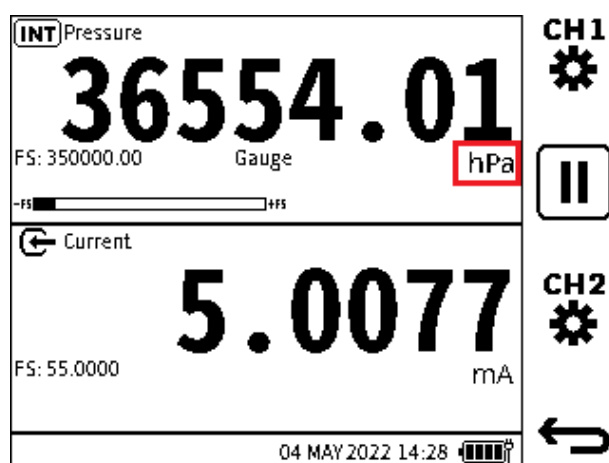 INT Pressure
CH1
36554.01
FS: 350000.00 Gauge hPa
-FS +FS
Current
CH2
5.0077
FS: 55.0000 mA
04 MAY 2022 14:28